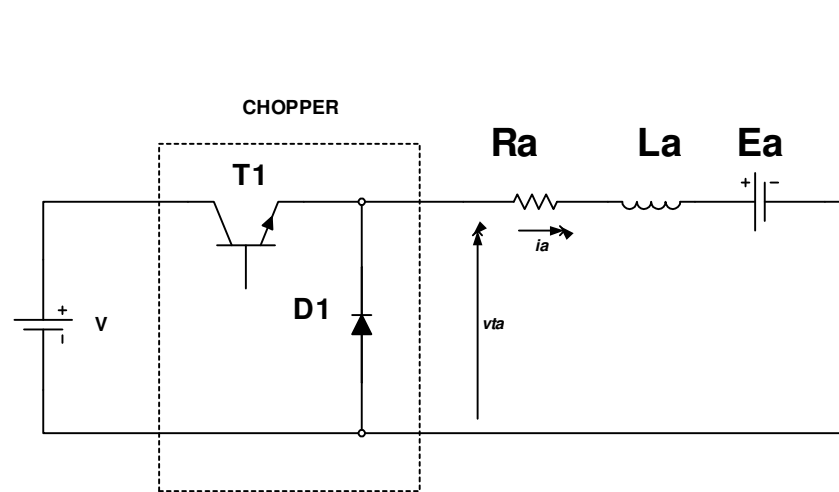 CHOPPER
Ra La Ea
T1
+ −
ia
D1
+
V
−
vta